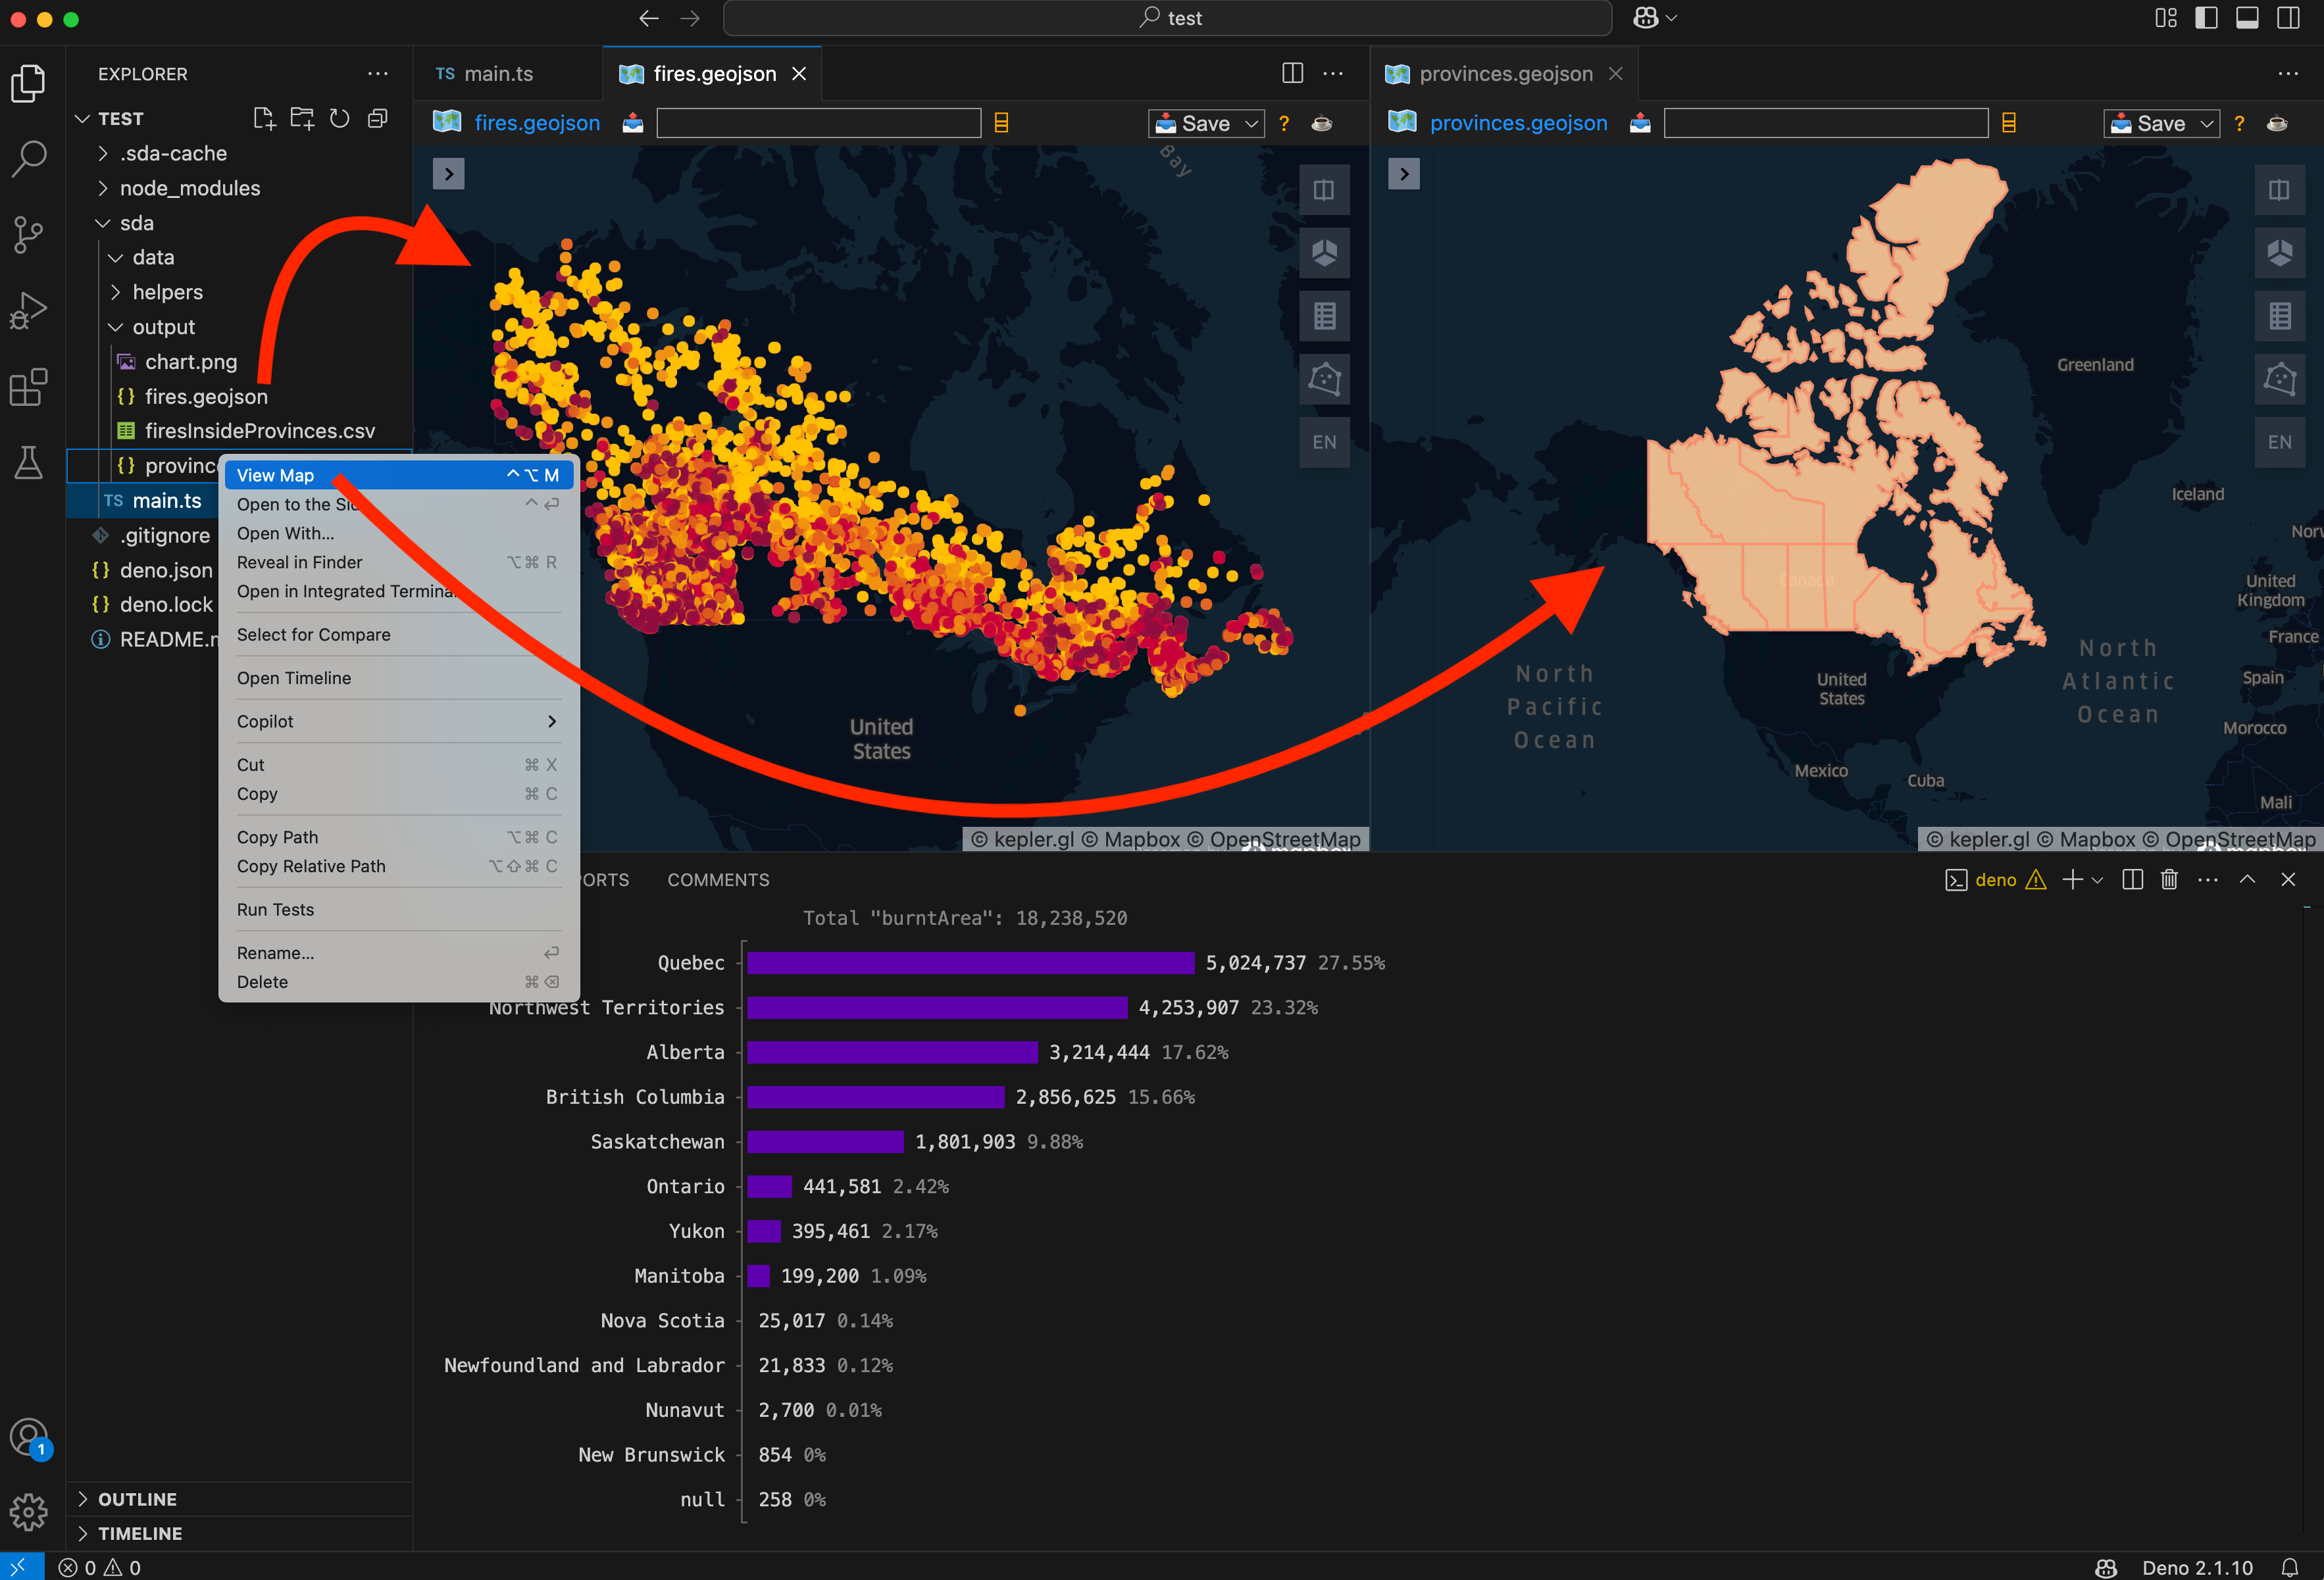 test
EXPLORER
TEST
.sda-cache
node_modules
sda
data
helpers
output
chart.png
fires.geojson
firesInsideProvinces.csv
provinc
TS main.ts
.gitignore
deno.json
deno.lock
README.m
OUTLINE
TIMELINE
View Map ⌃⌥ M
Open to the Si
Open With...
Reveal in Finder ⌥⌘ R
Open in Integrated Termina
Select for Compare
Open Timeline
Copilot
Cut ⌘ X
Copy ⌘ C
Copy Path ⌥⌘ C
Copy Relative Path ⌥⇧⌘ C
Run Tests
Rename...
Delete
TS main.ts
fires.geojson
fires.geojson
Save
?
Bay
EN
United
States
© kepler.gl © Mapbox © OpenStreetMap
provinces.geojson
provinces.geojson
Save
?
EN
Greenland
Iceland
Norw
Canada
United
Kingdom
France
Spain
Morocco
Mali
North
Pacific
Ocean
United
States
North
Atlantic
Ocean
Mexico
Cuba
© kepler.gl © Mapbox © OpenStreetMap
PORTS
COMMENTS
deno
Total "burntArea": 18,238,520
Quebec 5,024,737 27.55%
Northwest Territories 4,253,907 23.32%
Alberta 3,214,444 17.62%
British Columbia 2,856,625 15.66%
Saskatchewan 1,801,903 9.88%
Ontario 441,581 2.42%
Yukon 395,461 2.17%
Manitoba 199,200 1.09%
Nova Scotia 25,017 0.14%
Newfoundland and Labrador 21,833 0.12%
Nunavut 2,700 0.01%
New Brunswick 854 0%
null 258 0%
1
0 0
Deno 2.1.10